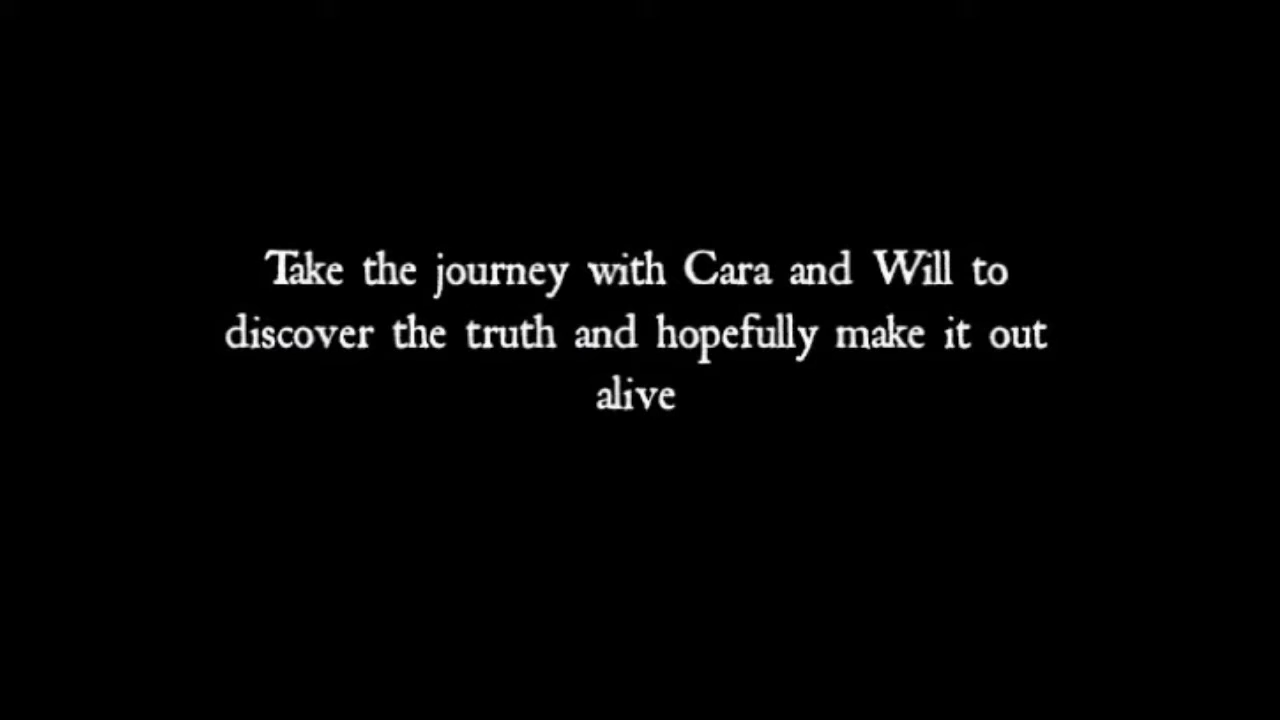 Take the journey with Cara and Will to
discover the truth and hopefully make it out
alive